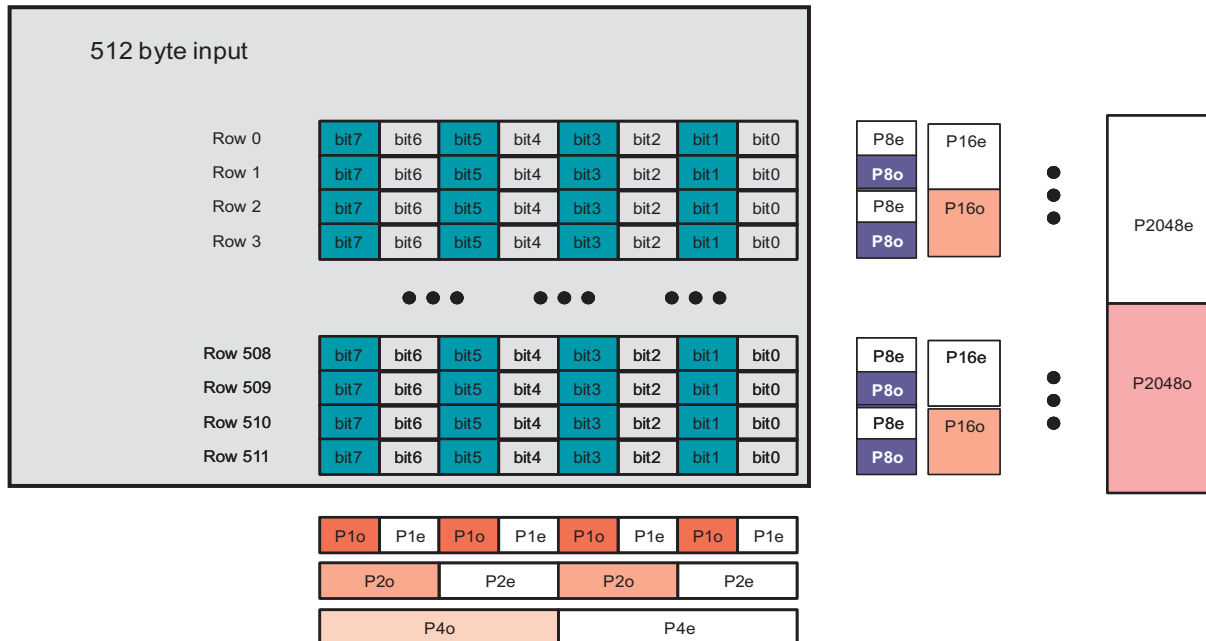 512 byte input
Row 0 bit7 bit6 bit5 bit4 bit3 bit2 bit1 bit0 P8e P16e
Row 1 bit7 bit6 bit5 bit4 bit3 bit2 bit1 bit0 P8o
Row 2 bit7 bit6 bit5 bit4 bit3 bit2 bit1 bit0 P8e P16o
P2048e
Row 3 bit7 bit6 bit5 bit4 bit3 bit2 bit1 bit0 P8o
Row 508 bit7 bit6 bit5 bit4 bit3 bit2 bit1 bit0 P8e P16e
Row 509 bit7 bit6 bit5 bit4 bit3 bit2 bit1 bit0 P8o
P2048o
Row 510 bit7 bit6 bit5 bit4 bit3 bit2 bit1 bit0 P8e P16o
Row 511 bit7 bit6 bit5 bit4 bit3 bit2 bit1 bit0 P8o
P1o P1e P1o P1e P1o P1e P1o P1e
P2o P2e P2o P2e
P4o P4e